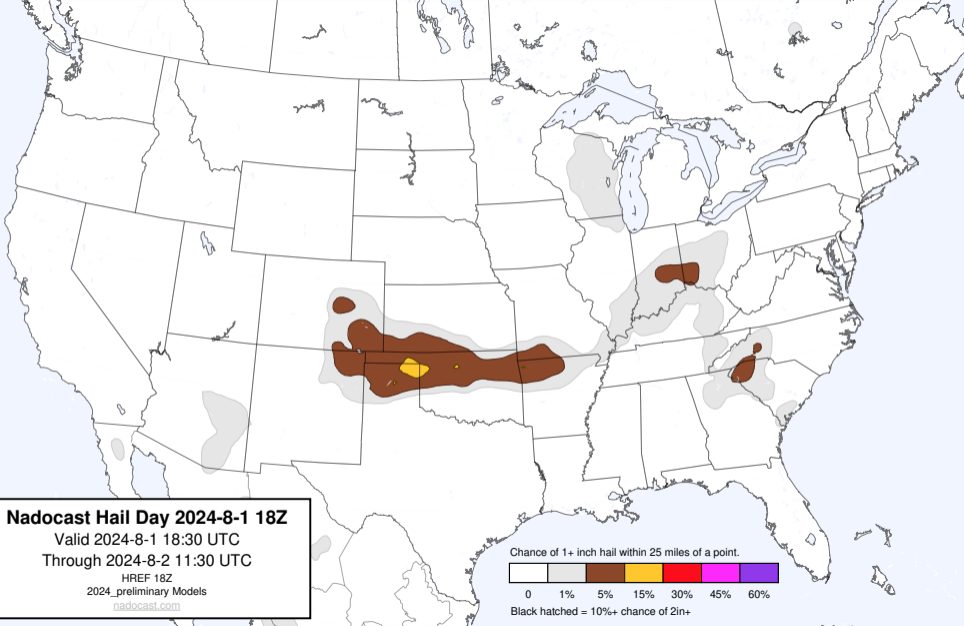 Nadocast Hail Day 2024-8-1 18Z
Valid 2024-8-1 18:30 UTC
Through 2024-8-2 11:30 UTC
HREF 18Z
2024_preliminary Models
nadocast.com
Chance of 1+ inch hail within 25 miles of a point.
0 1% 5% 15% 30% 45% 60%
Black hatched = 10%+ chance of 2in+